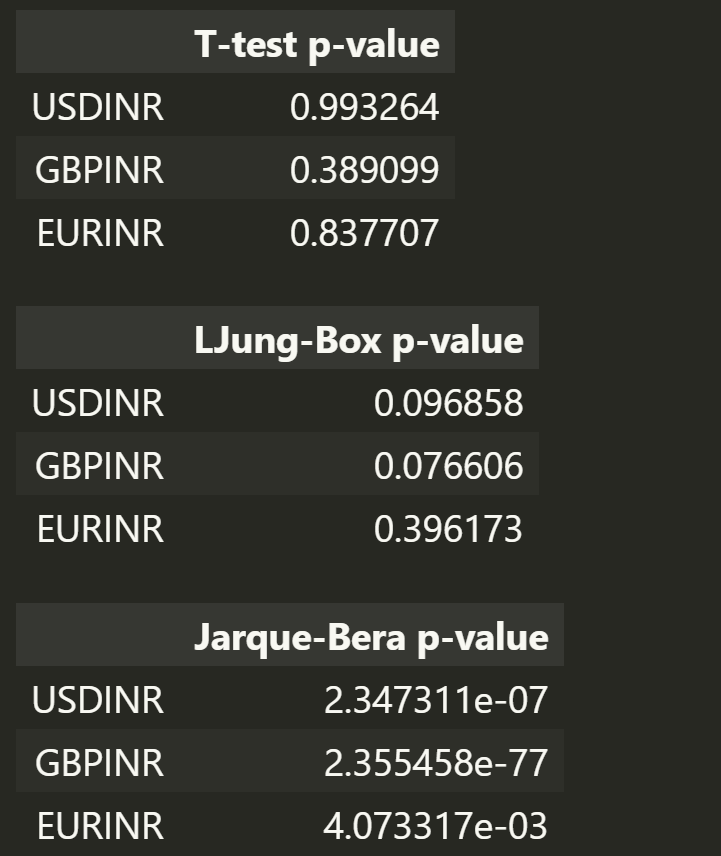 T-test p-value
USDINR 0.993264
GBPINR 0.389099
EURINR 0.837707
LJung-Box p-value
USDINR 0.096858
GBPINR 0.076606
EURINR 0.396173
Jarque-Bera p-value
USDINR 2.347311e-07
GBPINR 2.355458e-77
EURINR 4.073317e-03